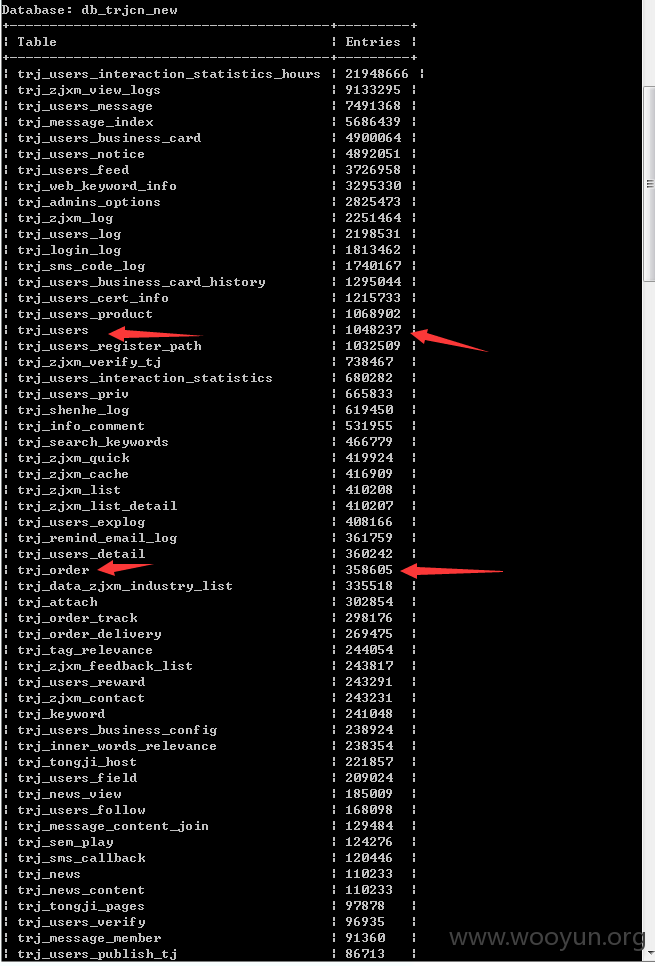 Database: db_trjcn_new
+---------------------------------------+---------+
| Table | Entries |
+---------------------------------------+---------+
| trj_users_interaction_statistics_hours | 21948666 |
| trj_zjxm_view_logs | 9133295 |
| trj_users_message | 7491368 |
| trj_message_index | 5686439 |
| trj_users_business_card | 4900064 |
| trj_users_notice | 4892051 |
| trj_users_feed | 3726958 |
| trj_web_keyword_info | 3295330 |
| trj_admins_options | 2825473 |
| trj_zjxm_log | 2251464 |
| trj_users_log | 2198531 |
| trj_login_log | 1813462 |
| trj_sms_code_log | 1740167 |
| trj_users_business_card_history | 1295044 |
| trj_users_cert_info | 1215733 |
| trj_users_product | 1068902 |
| trj_users | 1048237 |
| trj_users_register_path | 1032509 |
| trj_zjxm_verify_tj | 738467 |
| trj_users_interaction_statistics | 680282 |
| trj_users_priv | 665833 |
| trj_shenhe_log | 619450 |
| trj_info_comment | 531955 |
| trj_search_keywords | 466779 |
| trj_zjxm_quick | 419924 |
| trj_zjxm_cache | 416909 |
| trj_zjxm_list | 410208 |
| trj_zjxm_list_detail | 410207 |
| trj_users_explog | 408166 |
| trj_remind_email_log | 361759 |
| trj_users_detail | 360242 |
| trj_order | 358605 |
| trj_data_zjxm_industry_list | 335518 |
| trj_attach | 302854 |
| trj_order_track | 298176 |
| trj_order_delivery | 269475 |
| trj_tag_relevance | 244054 |
| trj_zjxm_feedback_list | 243817 |
| trj_users_reward | 243291 |
| trj_zjxm_contact | 243231 |
| trj_keyword | 241048 |
| trj_users_business_config | 238924 |
| trj_inner_words_relevance | 238354 |
| trj_tongji_host | 221857 |
| trj_users_field | 209024 |
| trj_news_view | 185009 |
| trj_users_follow | 168098 |
| trj_message_content_join | 129484 |
| trj_sem_play | 124276 |
| trj_sms_callback | 120446 |
| trj_news | 110233 |
| trj_news_content | 110233 |
| trj_tongji_pages | 97878 |
| trj_users_verify | 96935 |
| trj_message_member | 91360 |
| trj_users_publish_tj | 86713 |
www.wooyun.org